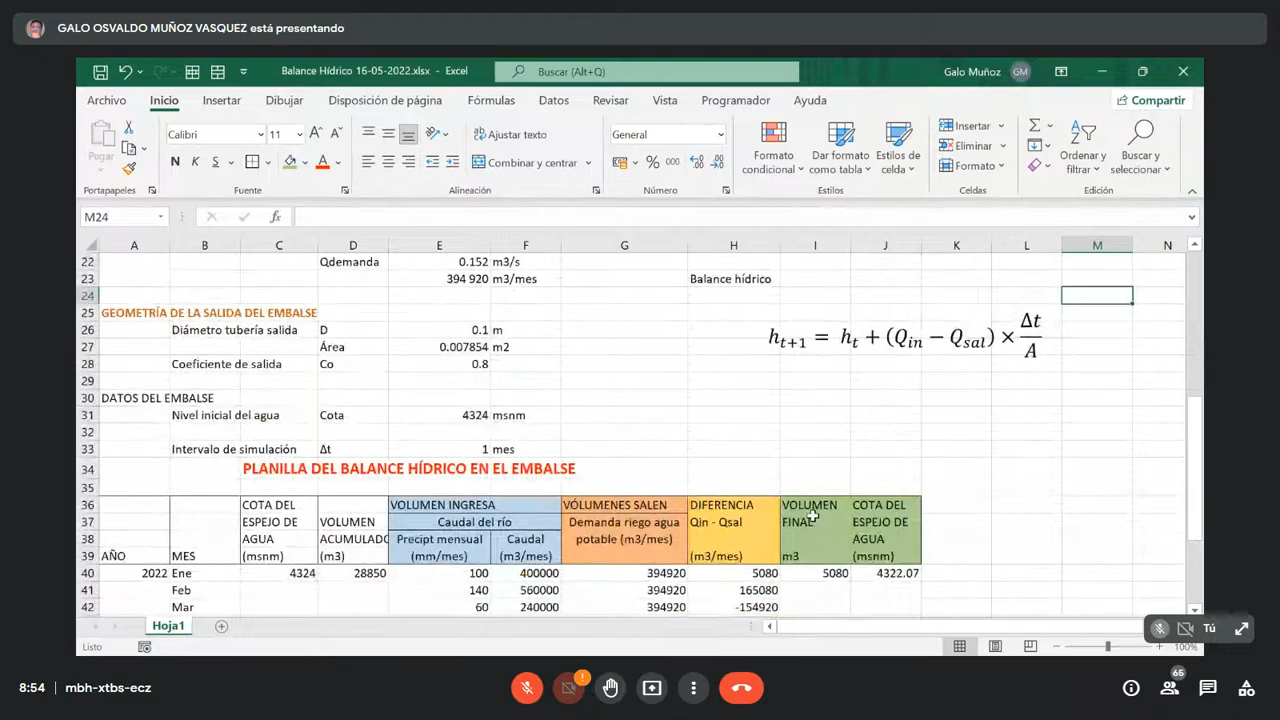 GALO OSVALDO MUÑOZ VASQUEZ está presentando
Balance Hídrico 16-05-2022.xlsx - Excel
Buscar (Alt+Q)
Galo Muñoz GM
Archivo Inicio Insertar Dibujar Disposición de página Fórmulas Datos Revisar Vista Programador Ayuda
Compartir
Pegar
Calibri 11
N K S
Ajustar texto
Combinar y centrar
General
% 000
Formato condicional
Dar formato como tabla
Estilos de celda
Insertar
Eliminar
Formato
Ordenar y filtrar
Buscar y seleccionar
Portapapeles Fuente Alineación Número Estilos Celdas Edición
M24 fx
A B C D E F G H I J K L M N
22 Qdemanda 0.152 m3/s
23 394 920 m3/mes Balance hídrico
24
25 GEOMETRÍA DE LA SALIDA DEL EMBALSE
26 Diámetro tubería salida D 0.1 m
27 Área 0.007854 m2
28 Coeficiente de salida Co 0.8
h_{t+1} = h_t + (Q_{in} − Q_{sal}) × Δt/A
29
30 DATOS DEL EMBALSE
31 Nivel inicial del agua Cota 4324 msnm
32
33 Intervalo de simulación Δt 1 mes
34 PLANILLA DEL BALANCE HÍDRICO EN EL EMBALSE
35
36 COTA DEL VOLUMEN INGRESA VÓLUMENES SALEN DIFERENCIA VOLUMEN COTA DEL
37 ESPEJO DE VOLUMEN Caudal del río Demanda riego agua Qin - Qsal FINAL ESPEJO DE
38 AGUA ACUMULADO Precipt mensual Caudal potable (m3/mes) AGUA
39 AÑO MES (msnm) (m3) (mm/mes) (m3/mes) (m3/mes) m3 (msnm)
40 2022 Ene 4324 28850 100 400000 394920 5080 5080 4322.07
41 Feb 140 560000 394920 165080
42 Mar 60 240000 394920 -154920
Hoja1
Listo
100%
Tú
8:54 mbh-xtbs-ecz
65